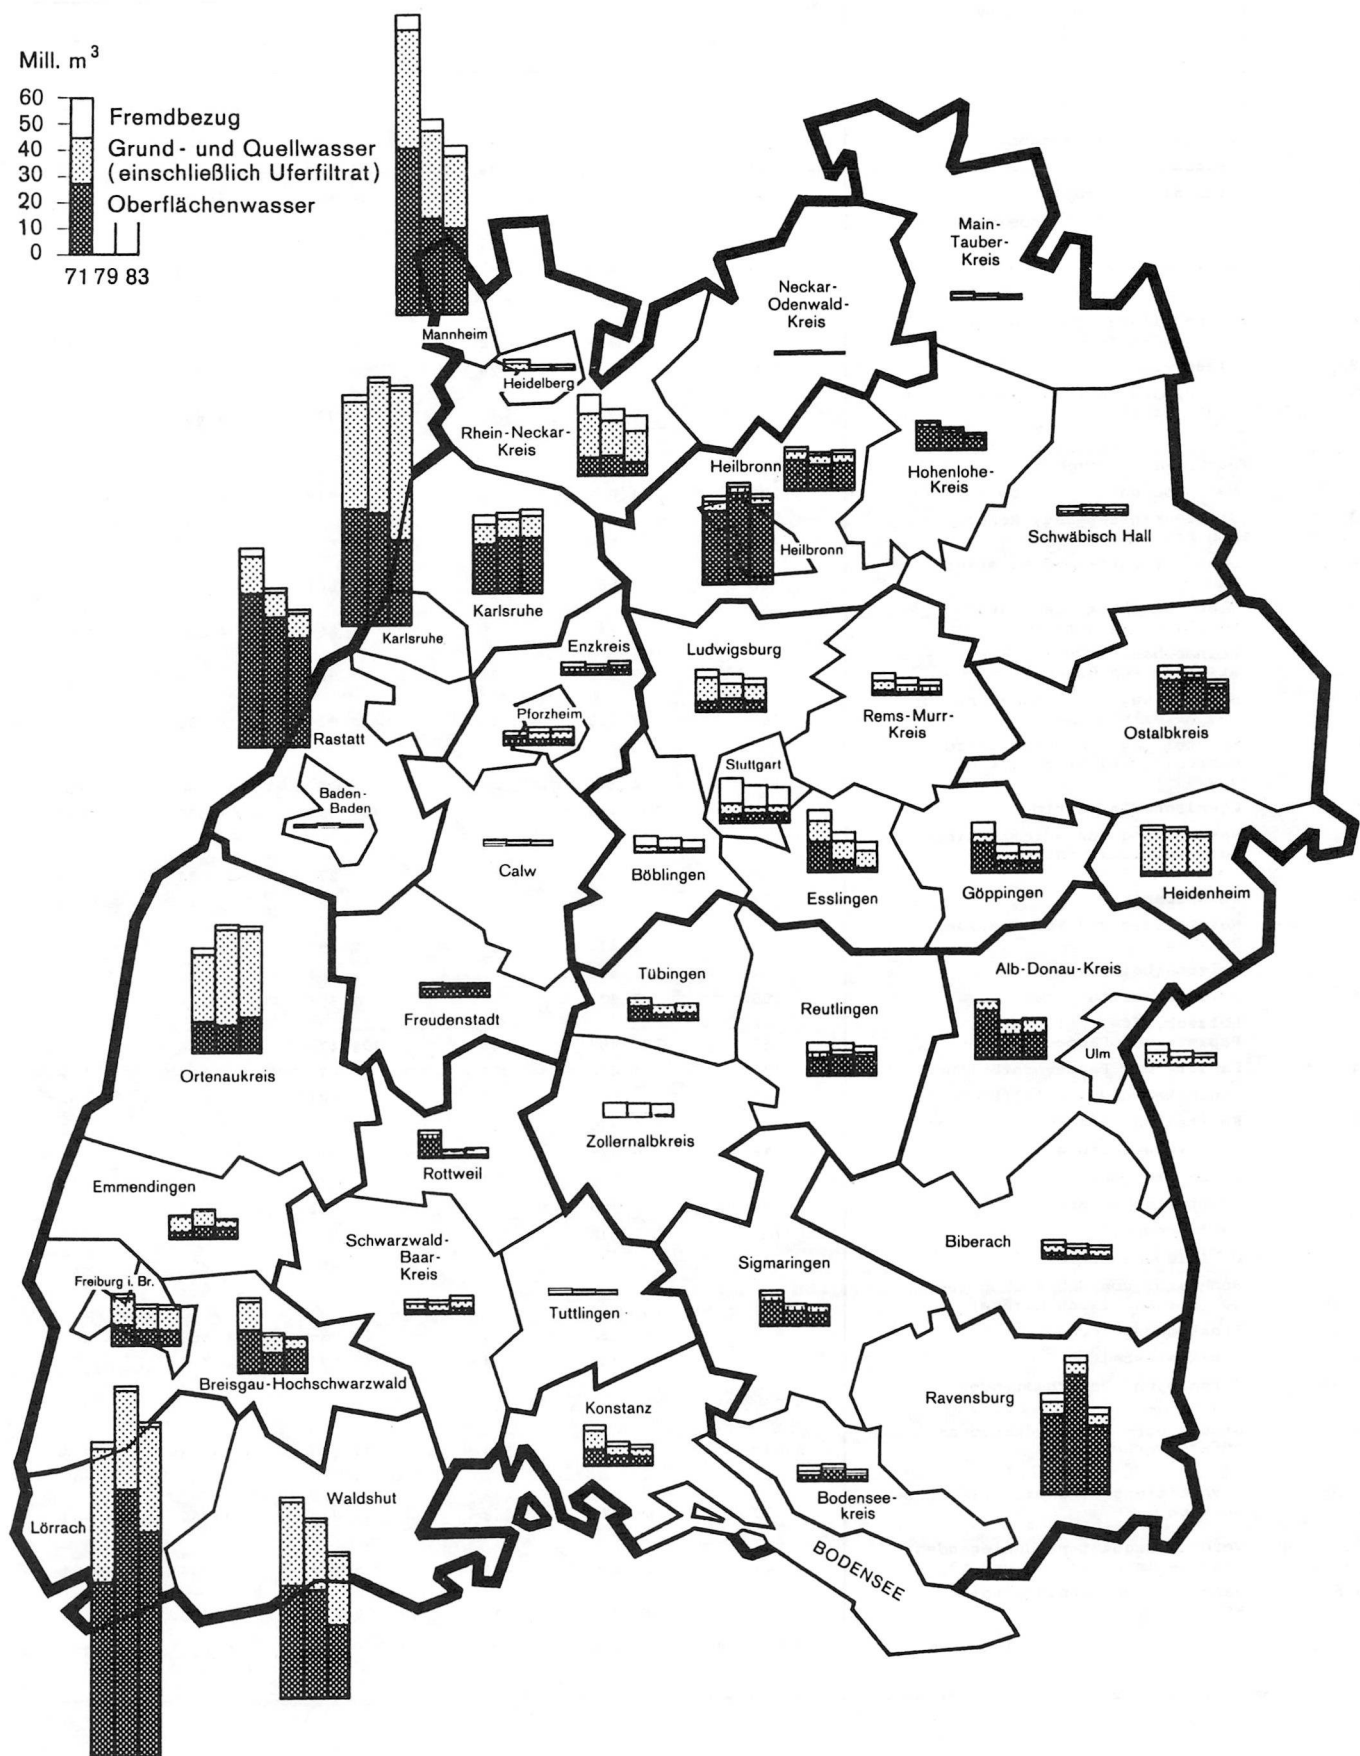 Mill. m³
60
50
40
30
20
10
0
Fremdbezug
Grund- und Quellwasser
(einschließlich Uferfiltrat)
Oberflächenwasser
71 79 83
Main-
Tauber-
Kreis
Neckar-
Odenwald-
Kreis
Mannheim
Heidelberg
Rhein-Neckar-
Kreis
Heilbronn
Hohenlohe-
Kreis
Schwäbisch Hall
Heilbronn
Karlsruhe
Karlsruhe
Enzkreis
Ludwigsburg
Rems-Murr-
Kreis
Ostalbkreis
Pforzheim
Rastatt
Stuttgart
Baden-
Baden
Calw
Böblingen
Esslingen
Göppingen
Heidenheim
Tübingen
Alb-Donau-Kreis
Freudenstadt
Reutlingen
Ulm
Ortenaukreis
Zollernalbkreis
Rottweil
Emmendingen
Schwarzwald-
Baar-
Kreis
Biberach
Sigmaringen
Freiburg i. Br.
Tuttlingen
Breisgau-Hochschwarzwald
Konstanz
Ravensburg
Waldshut
Bodensee-
kreis
Lörrach
BODENSEE